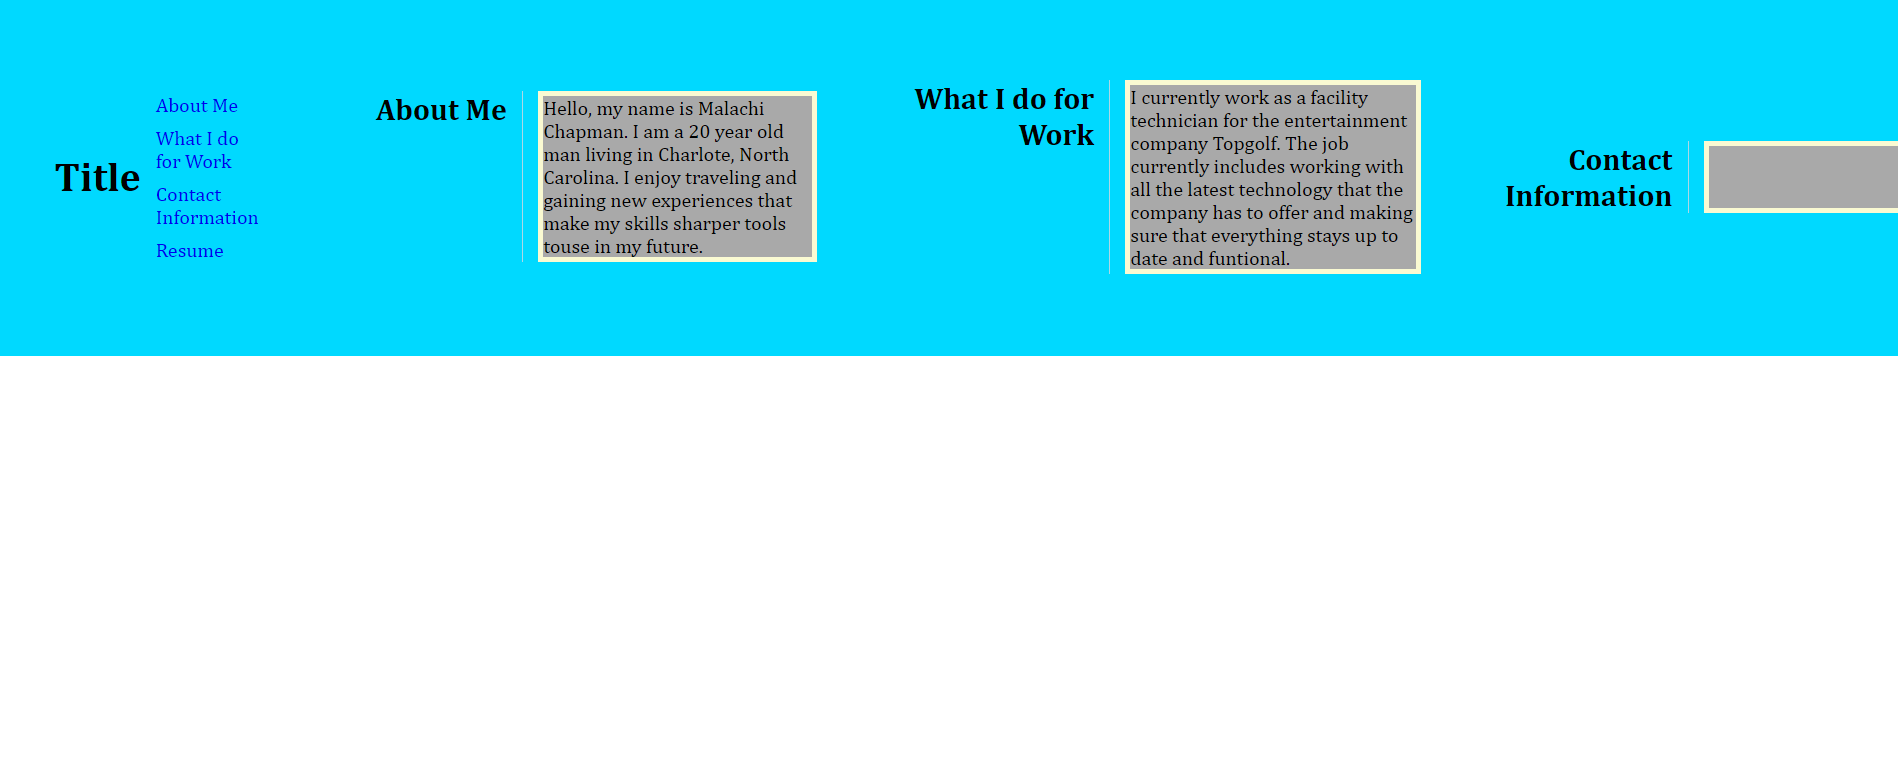 Title
About Me
What I do
for Work
Contact
Information
Resume
About Me
Hello, my name is Malachi
Chapman. I am a 20 year old
man living in Charlote, North
Carolina. I enjoy traveling and
gaining new experiences that
make my skills sharper tools
touse in my future.
What I do for
Work
I currently work as a facility
technician for the entertainment
company Topgolf. The job
currently includes working with
all the latest technology that the
company has to offer and making
sure that everything stays up to
date and funtional.
Contact
Information